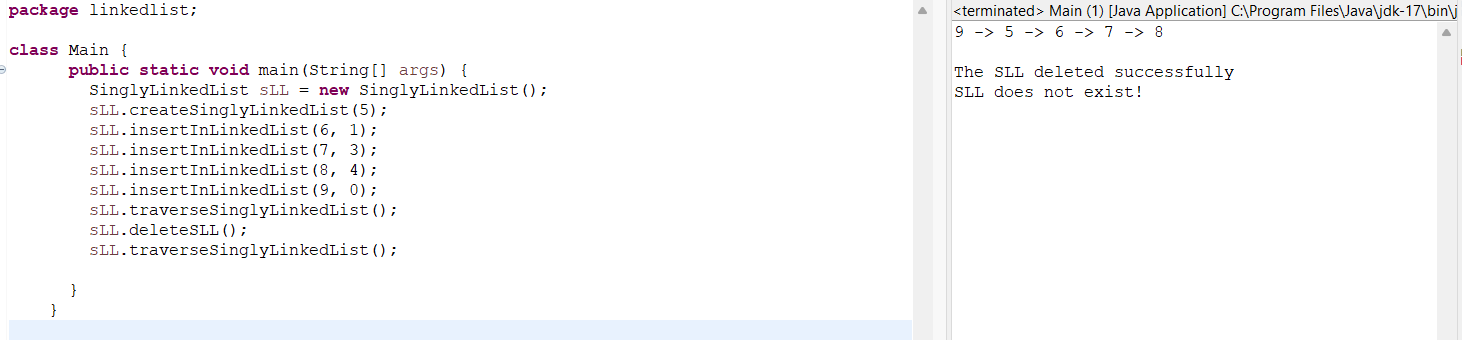 package linkedlist;
class Main {
public static void main(String[] args) {
SinglyLinkedList sLL = new SinglyLinkedList();
sLL.createSinglyLinkedList(5);
sLL.insertInLinkedList(6, 1);
sLL.insertInLinkedList(7, 3);
sLL.insertInLinkedList(8, 4);
sLL.insertInLinkedList(9, 0);
sLL.traverseSinglyLinkedList();
sLL.deleteSLL();
sLL.traverseSinglyLinkedList();
}
}
<terminated> Main (1) [Java Application] C:\Program Files\Java\jdk-17\bin\j
9 -> 5 -> 6 -> 7 -> 8
The SLL deleted successfully
SLL does not exist!